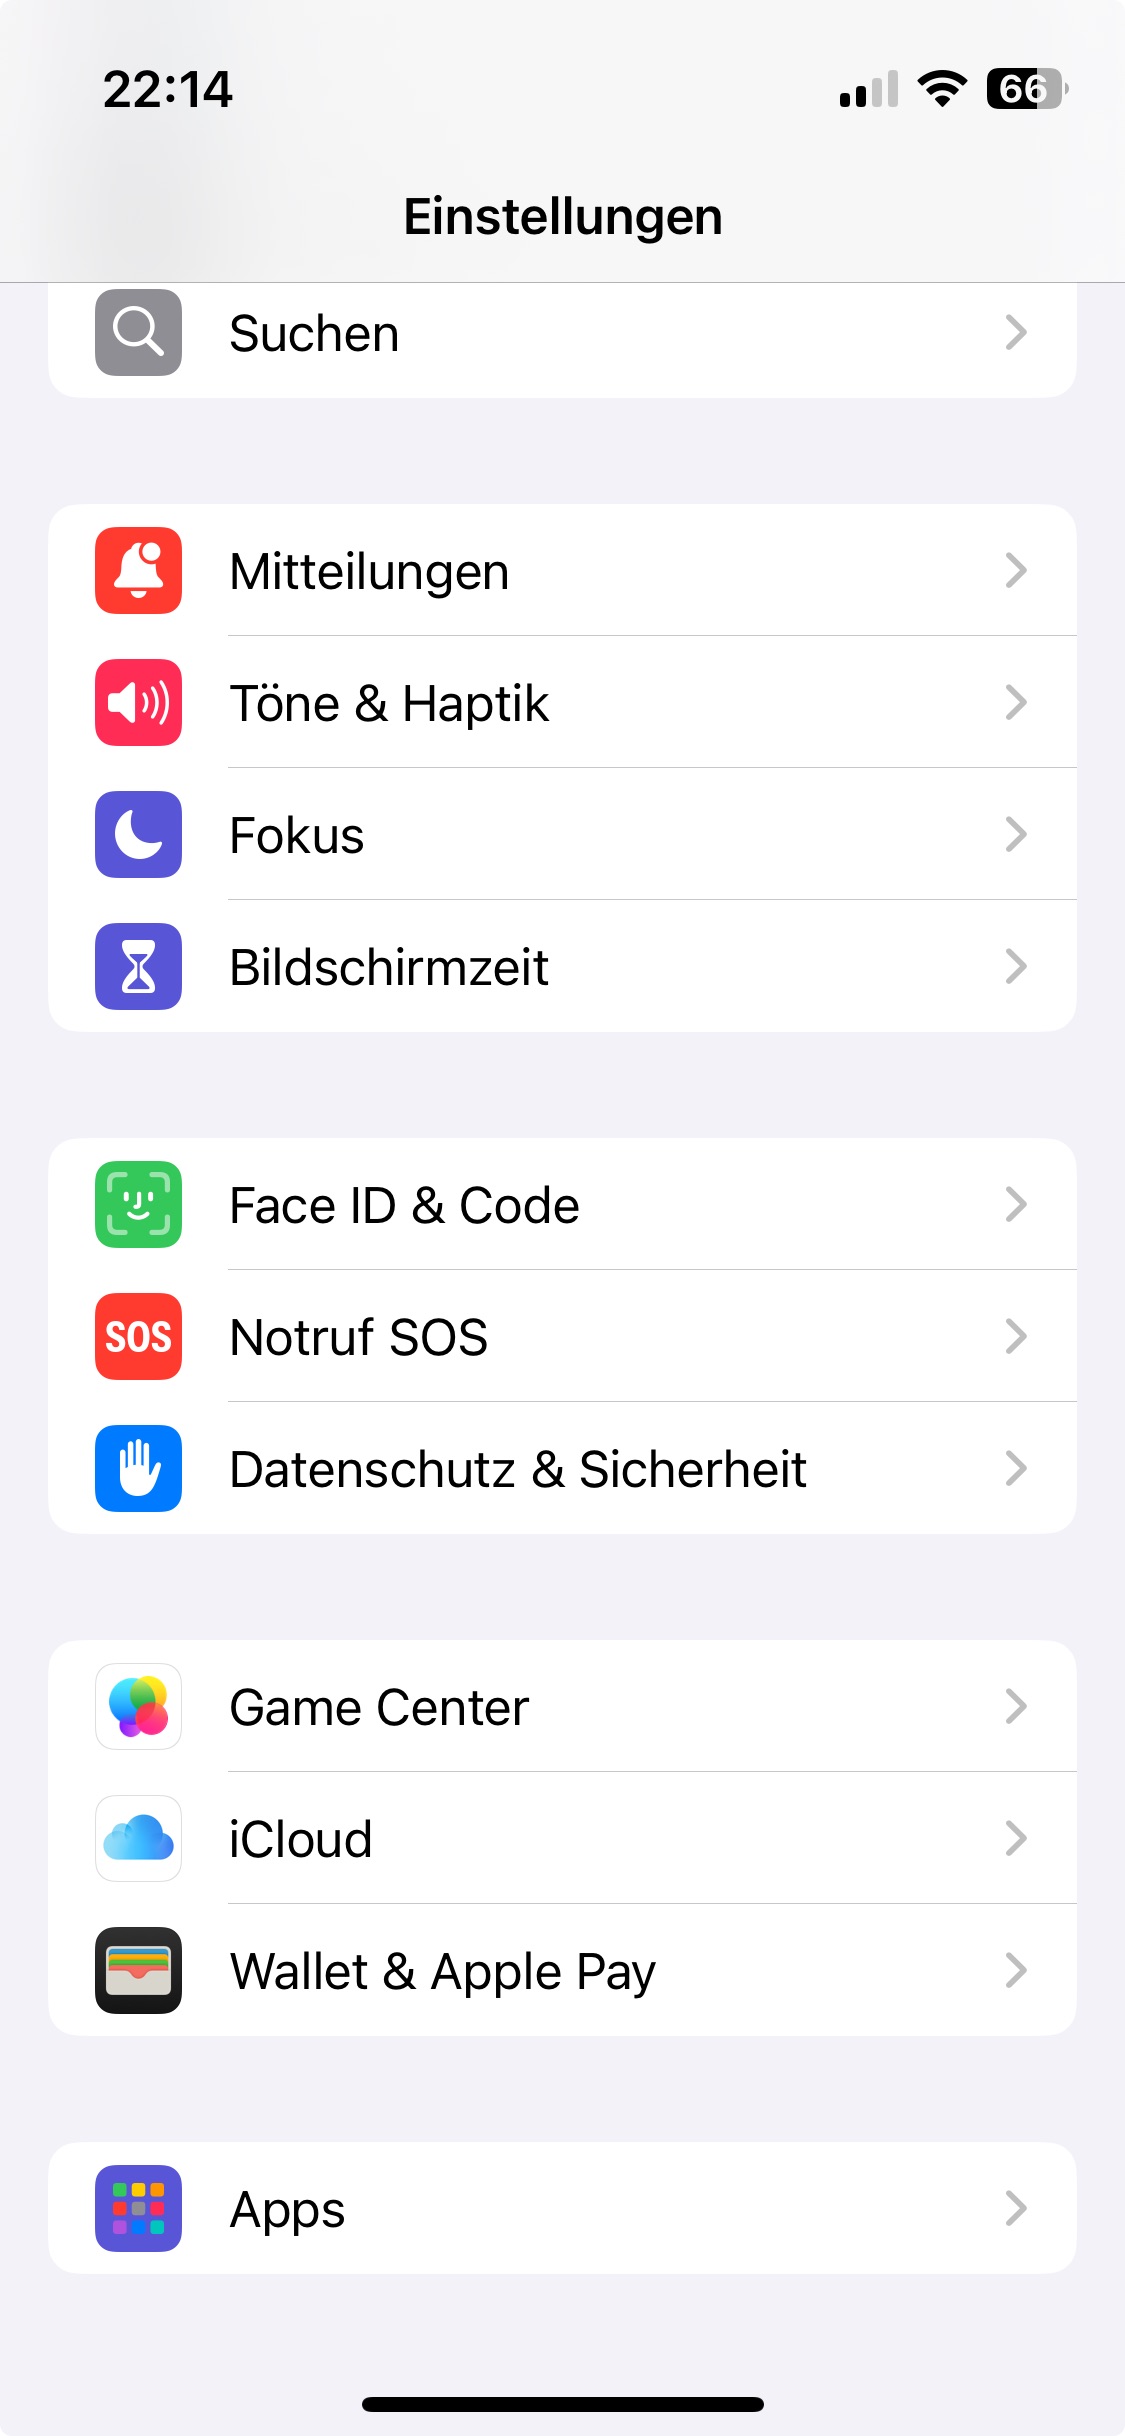 22:14
66
Einstellungen
Suchen
Mitteilungen
Töne & Haptik
Fokus
Bildschirmzeit
Face ID & Code
SOS Notruf SOS
Datenschutz & Sicherheit
Game Center
iCloud
Wallet & Apple Pay
Apps